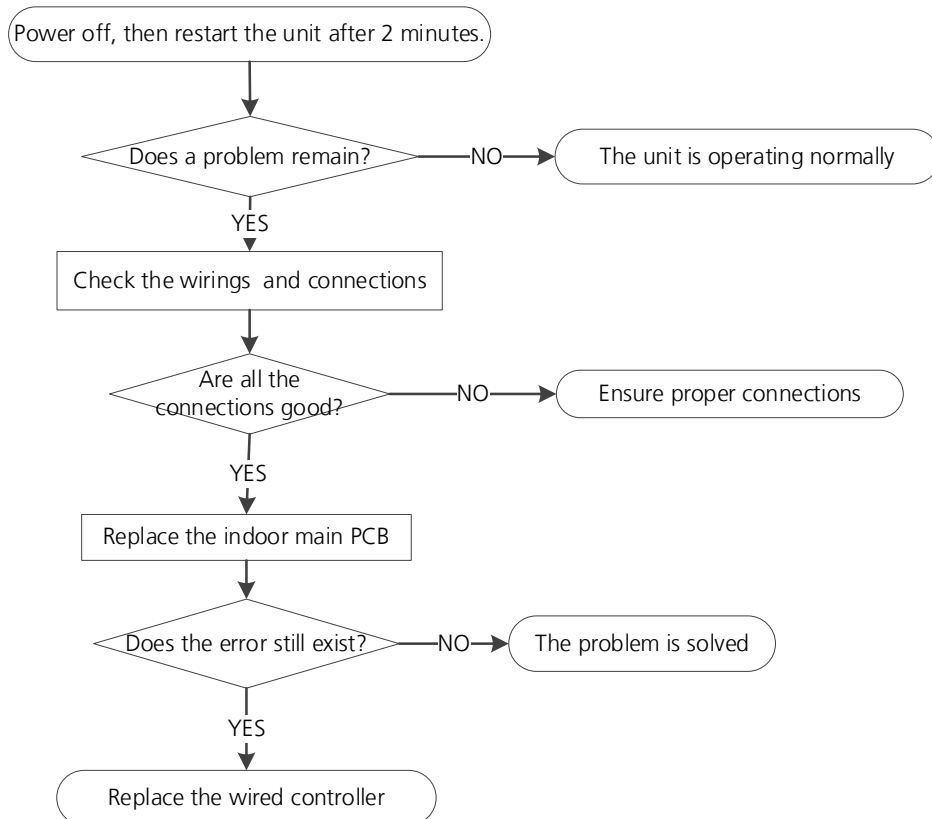 Power off, then restart the unit after 2 minutes.
Does a problem remain?
NO
The unit is operating normally
YES
Check the wirings  and connections
Are all the
connections good?
NO
Ensure proper connections
YES
Replace the indoor main PCB
Does the error still exist?
NO
The problem is solved
YES
Replace the wired controller